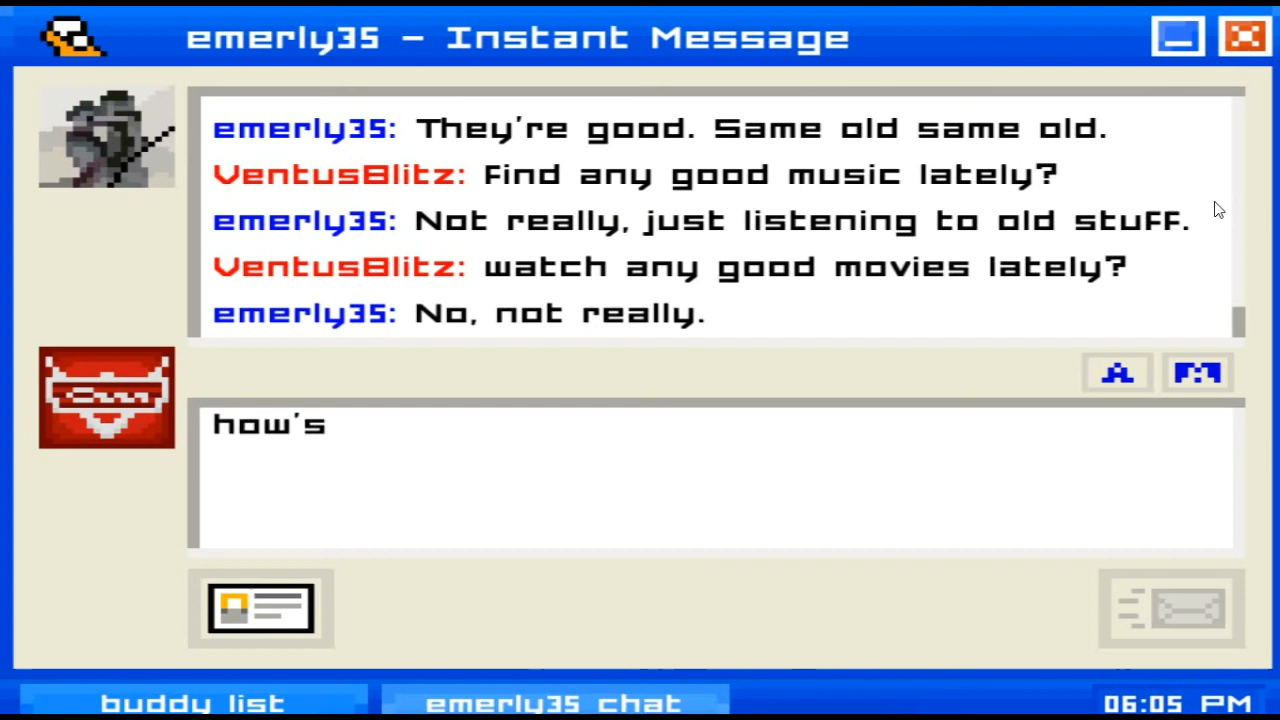 emerly35 - Instant Message
emerly35: They're good. Same old same old.
VentusBlitz: Find any good music lately?
emerly35: Not really, just listening to old stuff.
VentusBlitz: watch any good movies lately?
emerly35: No, not really.
A
how's
buddy list
emerly35 chat
06:05 PM